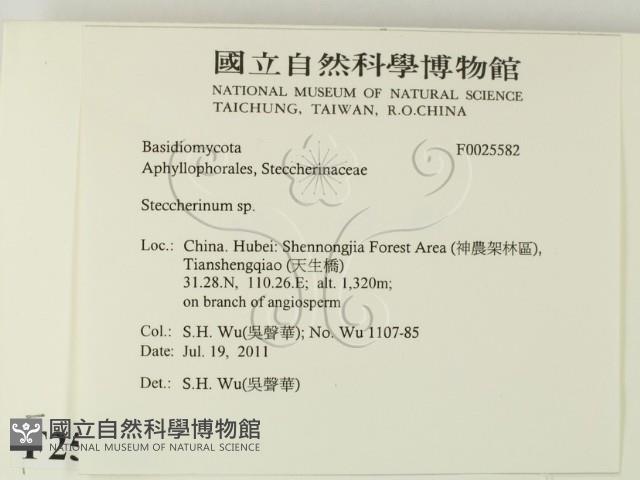 國立自然科學博物館
NATIONAL MUSEUM OF NATURAL SCIENCE
TAICHUNG, TAIWAN, R.O.CHINA
Basidiomycota F0025582
Aphyllophorales, Steccherinaceae
Steccherinum sp.
Loc.: China. Hubei: Shennongjia Forest Area (神農架林區),
Tianshengqiao (天生橋)
31.28.N, 110.26.E; alt. 1,320m;
on branch of angiosperm
Col.: S.H. Wu(吳聲華); No. Wu 1107-85
Date: Jul. 19, 2011
Det.: S.H. Wu(吳聲華)
國立自然科學博物館
NATIONAL MUSEUM OF NATURAL SCIENCE